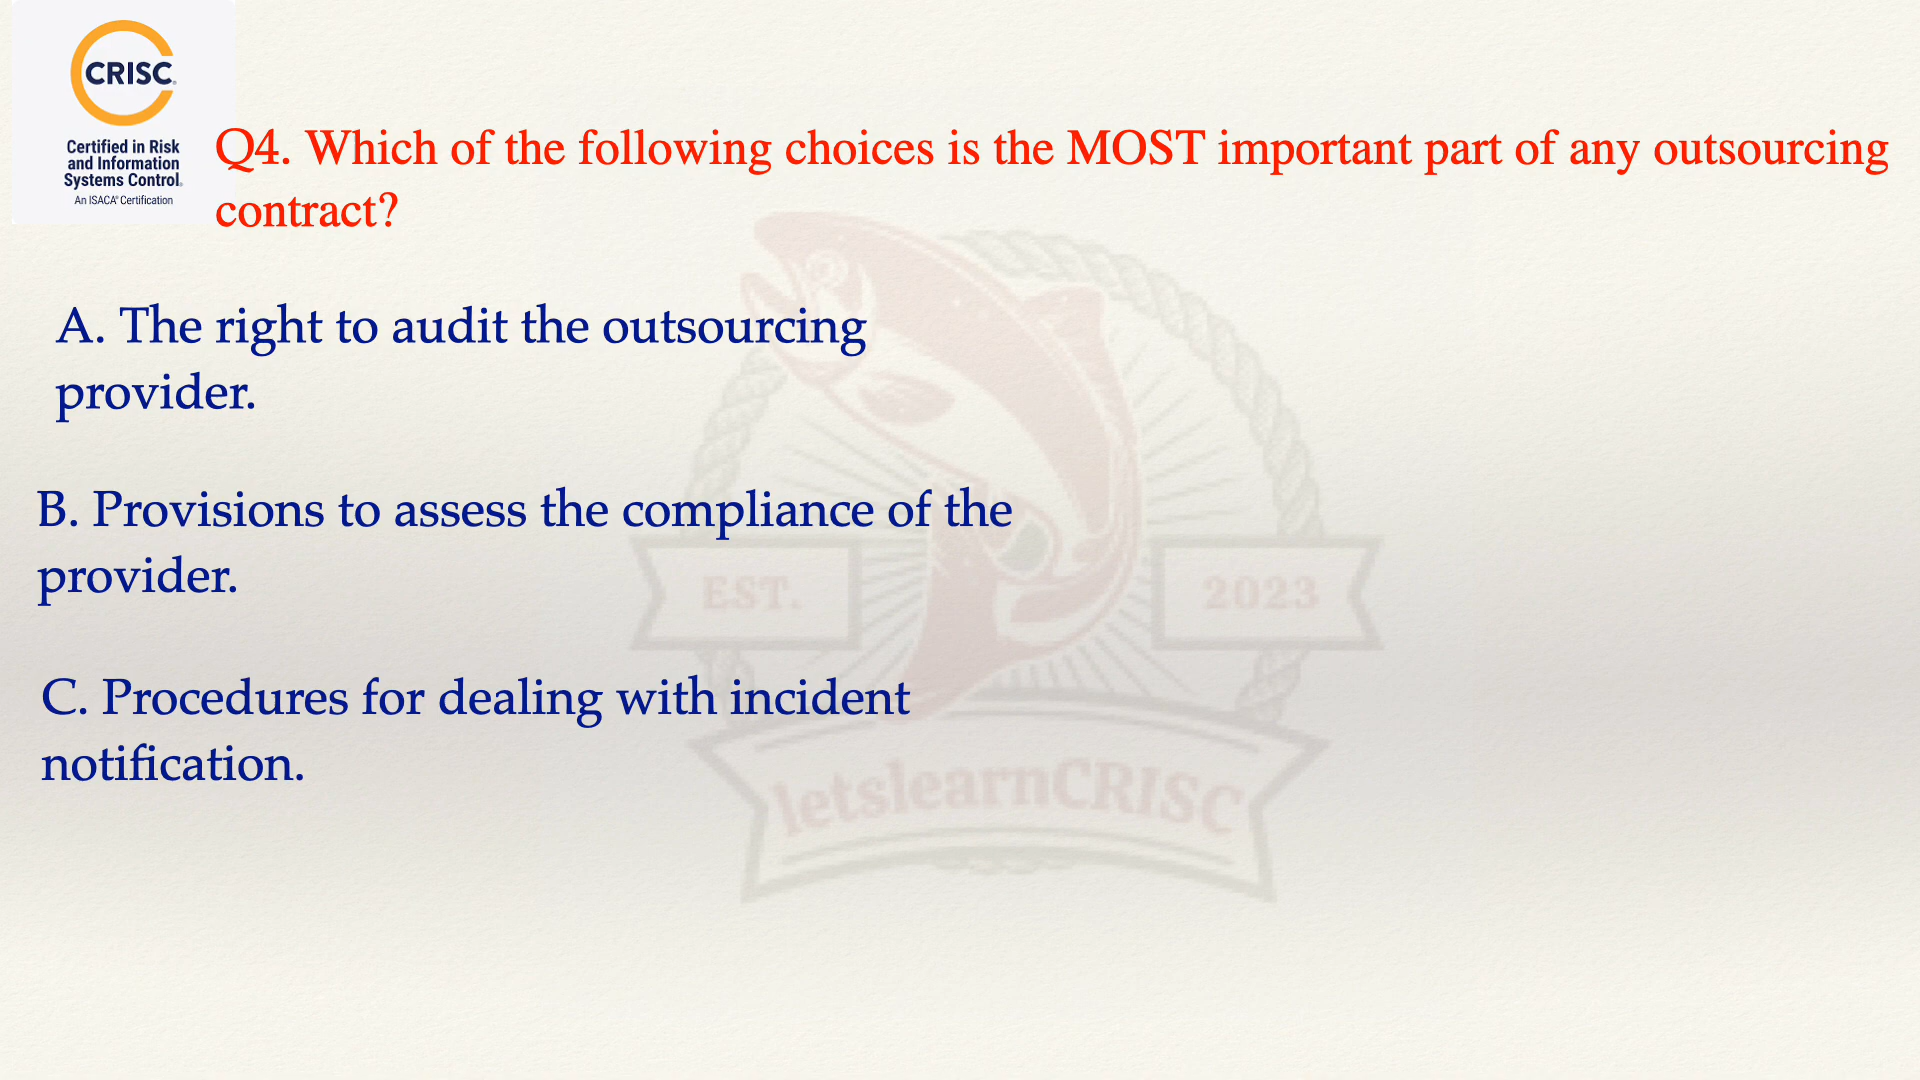 CRISC
Certified in Risk
and Information
Systems Control.
An ISACA® Certification
Q4. Which of the following choices is the MOST important part of any outsourcing
contract?
A. The right to audit the outsourcing
provider.
B. Provisions to assess the compliance of the
provider.
C. Procedures for dealing with incident
notification.
EST.
2023
letslearnCRISC